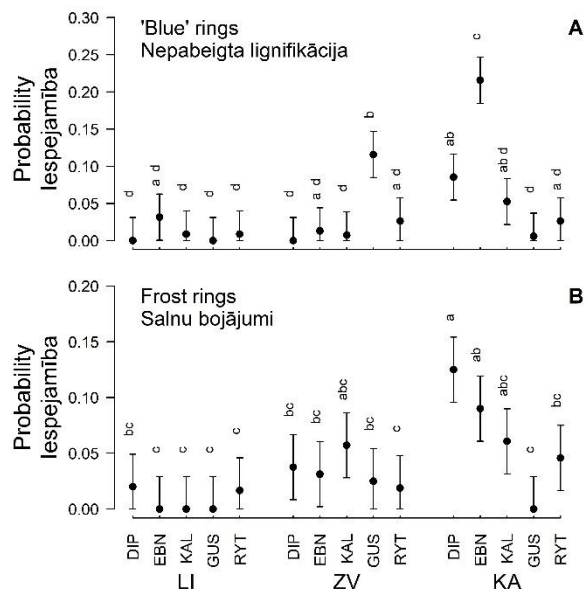 'Blue' rings
Nepabeigta lignifikācija
A
Probability
Iespejamība
0.30
0.25
0.20
0.15
0.10
0.05
0.00
d
a d
d
d
d
d
a d
d
b
a d
ab
c
ab d
d
a d
Frost rings
Salnu bojājumi
B
Probability
Iespejamība
0.20
0.15
0.10
0.05
0.00
bc
c
c
c
c
bc
bc
abc
bc
c
a
ab
abc
c
bc
DIP EBN KAL GUS RYT DIP EBN KAL GUS RYT DIP EBN KAL GUS RYT
LI ZV KA